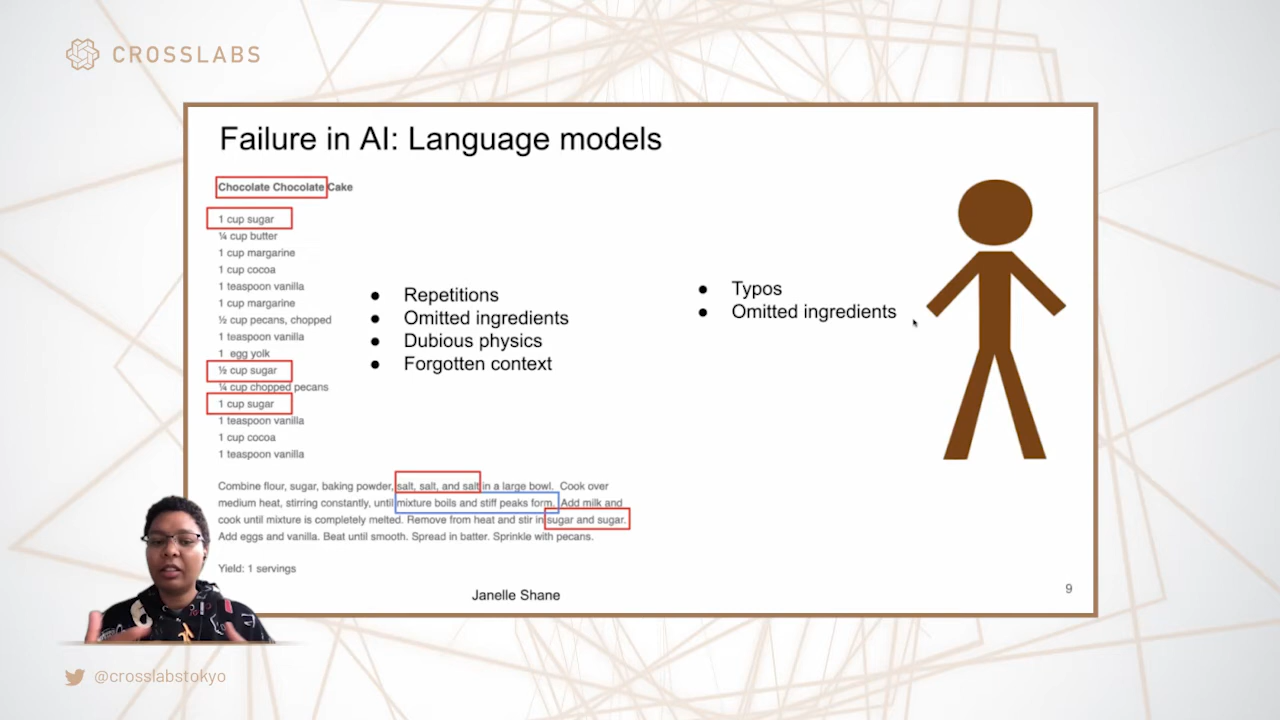 CROSSLABS
Failure in AI: Language models
Chocolate Chocolate Cake
1 cup sugar
¼ cup butter
1 cup margarine
1 cup cocoa
1 teaspoon vanilla
1 cup margarine
½ cup pecans, chopped
1 teaspoon vanilla
1 egg yolk
½ cup sugar
¼ cup chopped pecans
1 cup sugar
1 teaspoon vanilla
1 cup cocoa
1 teaspoon vanilla
Combine flour, sugar, baking powder, salt, salt, and salt in a large bowl. Cook over
medium heat, stirring constantly, until mixture boils and stiff peaks form. Add milk and
cook until mixture is completely melted. Remove from heat and stir in sugar and sugar.
Add eggs and vanilla. Beat until smooth. Spread in batter. Sprinkle with pecans.
Yield: 1 servings
● Repetitions
● Omitted ingredients
● Dubious physics
● Forgotten context
● Typos
● Omitted ingredients
Janelle Shane
9
@crosslabstokyo